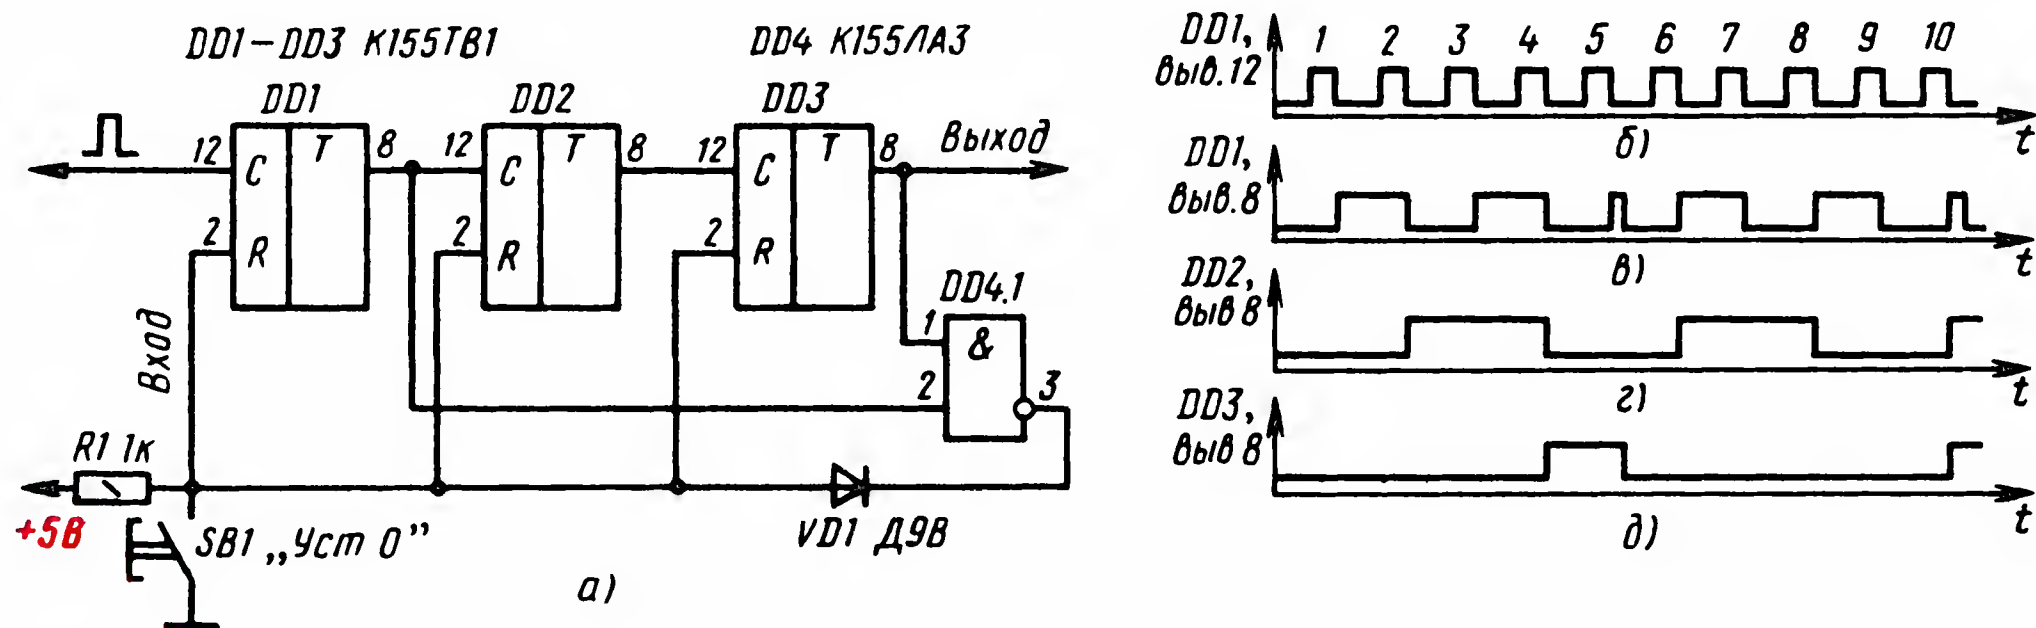 DD1-DD3 К155ТВ1
DD4 К155ЛА3
DD1
DD2
DD3
12
C
T
8
12
C
T
8
12
C
T
8
Выход
2
R
2
R
2
R
Вход
DD4.1
1
&
2
3
R1 1к
+5В
SB1 „Уст 0”
VD1 Д9В
а)
DD1,
выв.12
1 2 3 4 5 6 7 8 9 10
t
б)
DD1,
выв.8
t
в)
DD2,
выв 8
t
г)
DD3,
выв 8
t
д)